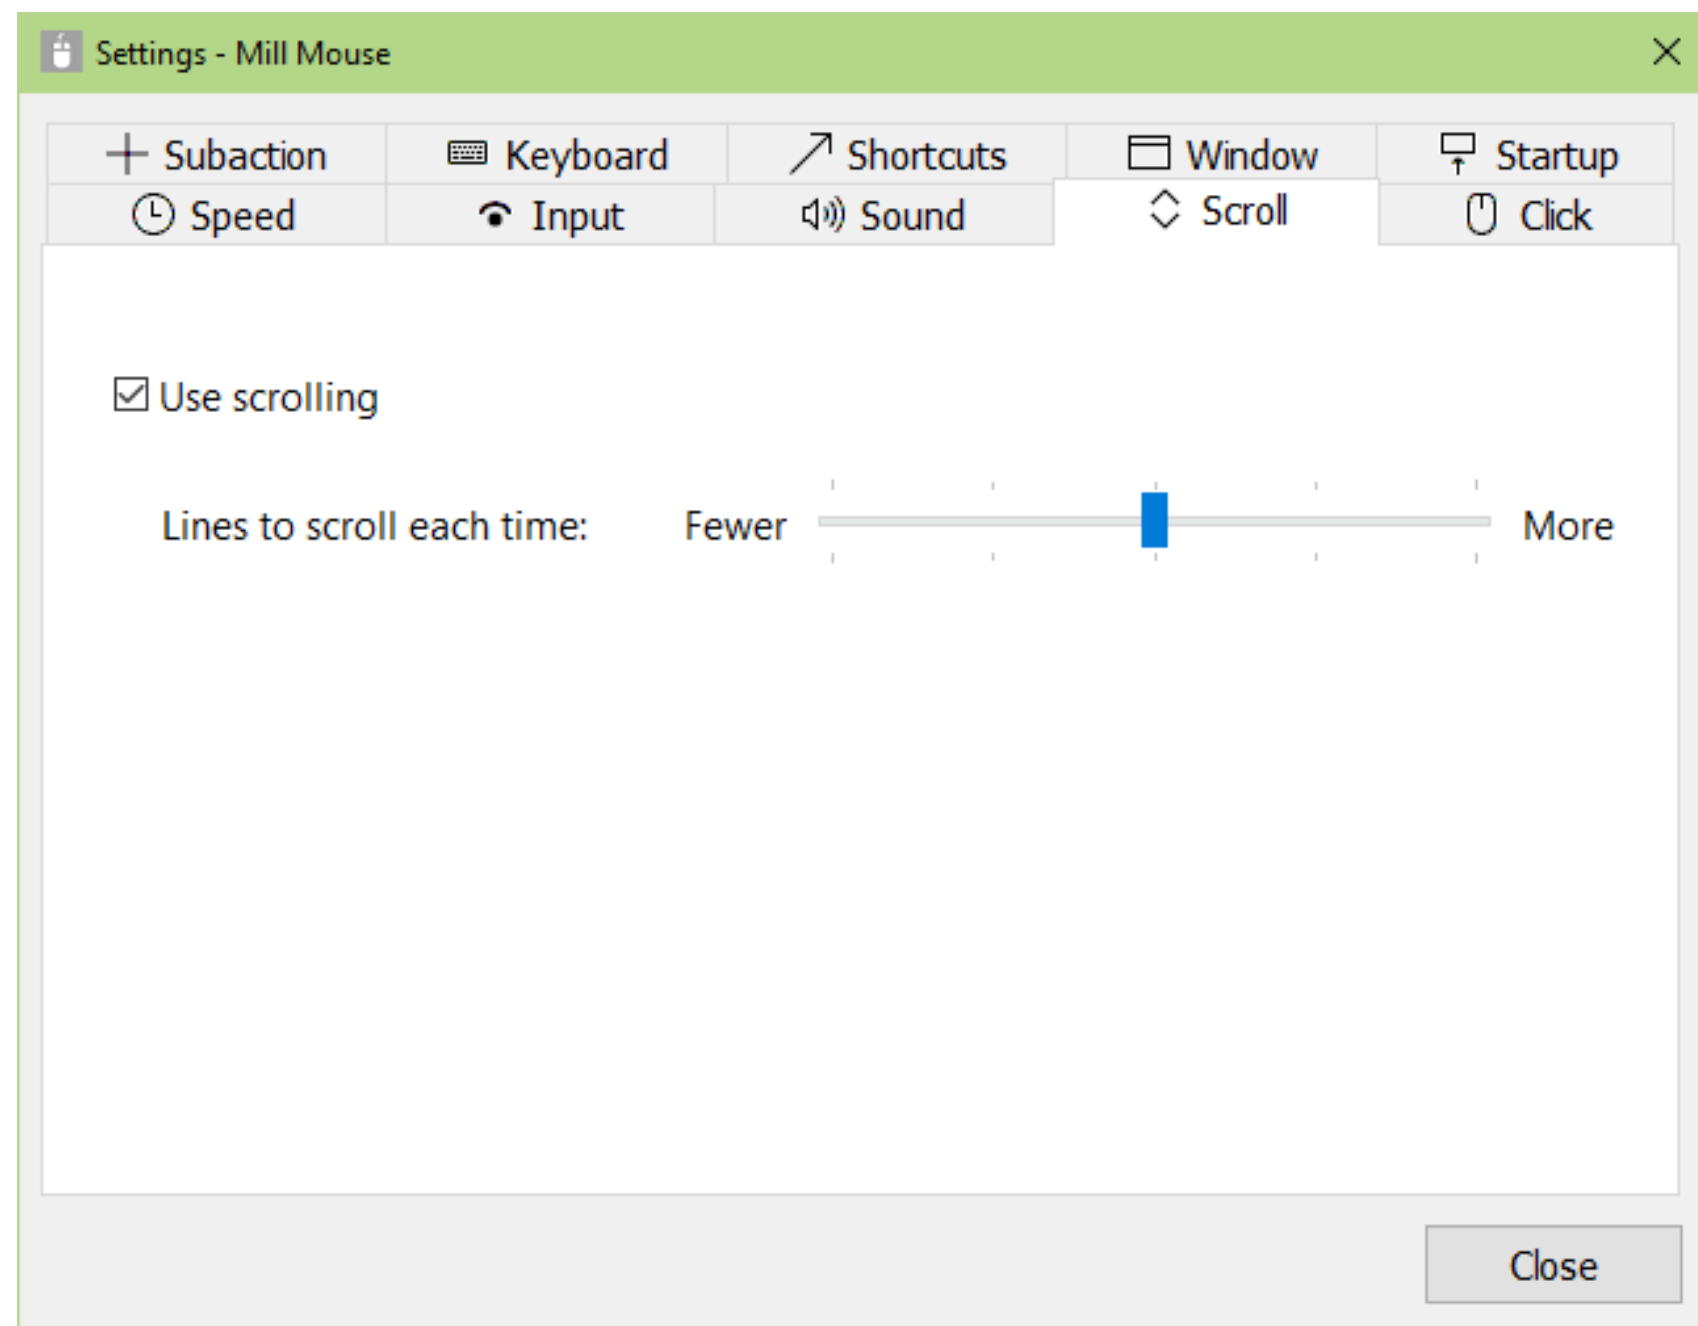 Settings - Mill Mouse
Subaction Keyboard Shortcuts Window Startup
Speed Input Sound Scroll Click
Use scrolling
Lines to scroll each time: Fewer More
Close